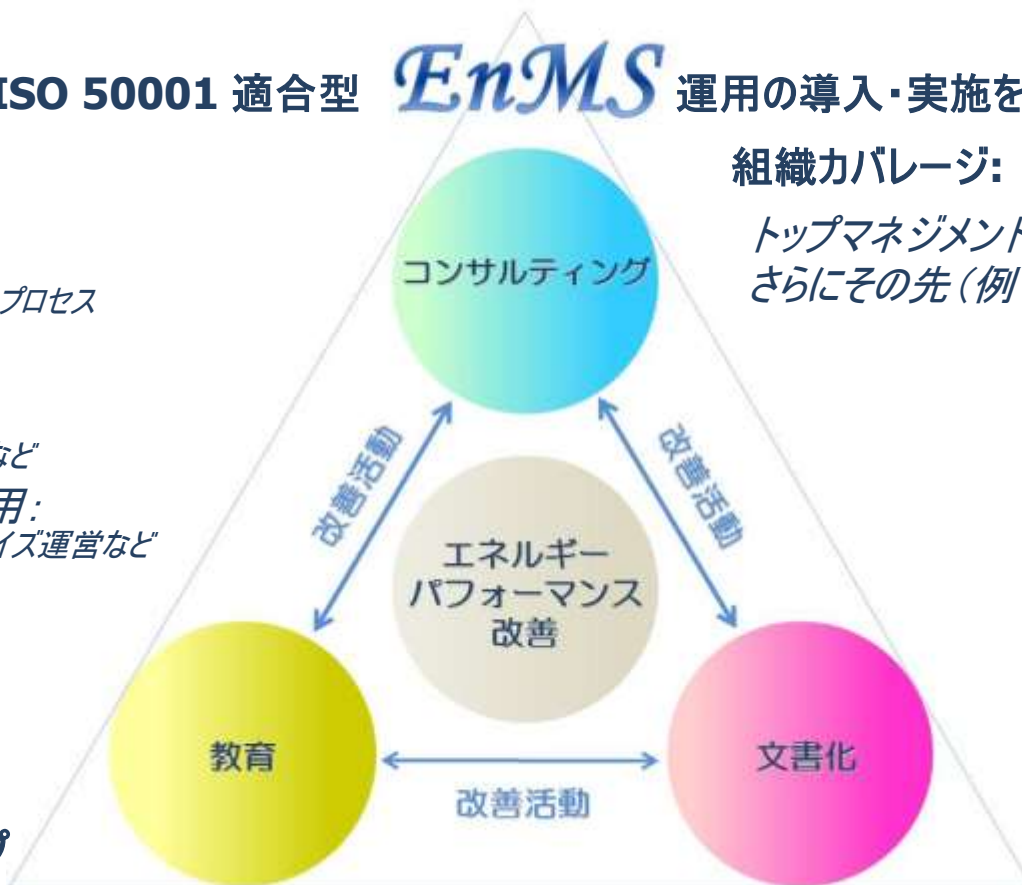 ISO 50001 適合型 EnMS 運用の導入・実施を
組織カバレージ:
トップマネジメント
さらにその先（例
プロセス
など
用：
イズ運営など
コンサルティング
改善活動
改善活動
エネルギー
パフォーマンス
改善
教育
文書化
改善活動
プ